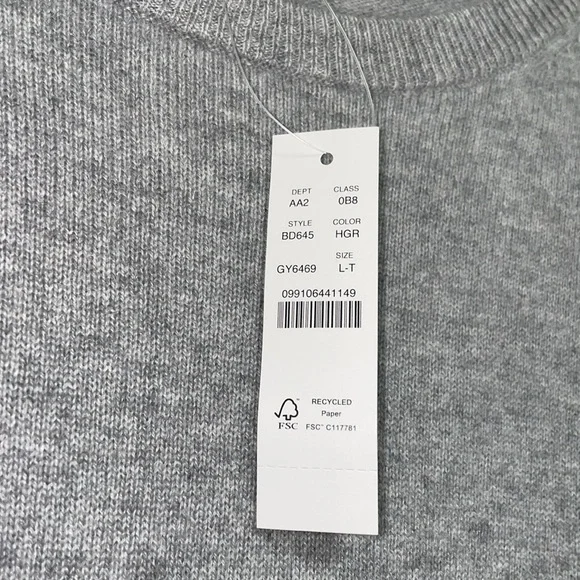 DEPT CLASS
AA2 0B8
STYLE COLOR
BD645 HGR
SIZE
GY6469 L-T
099106441149
RECYCLED
Paper
FSC FSC® C117781